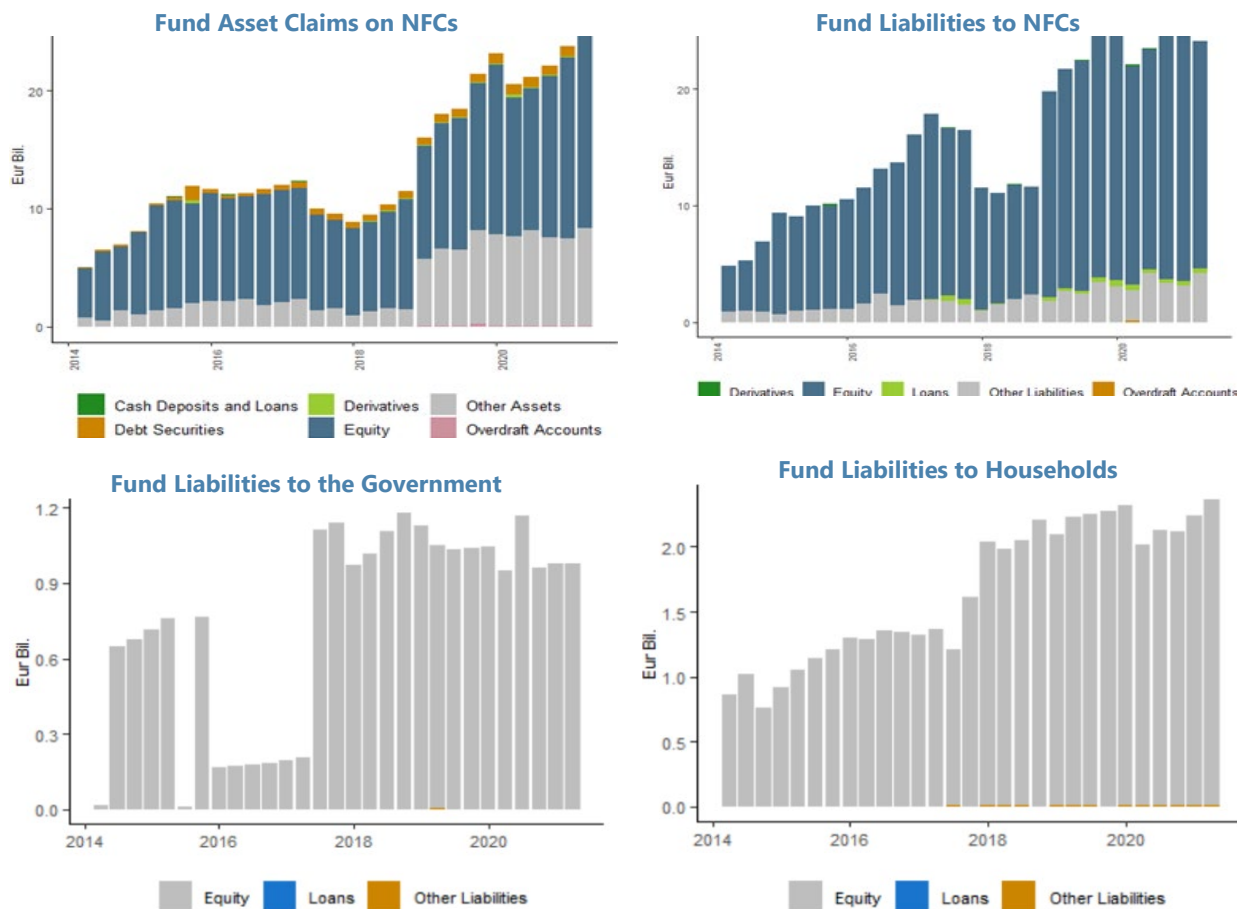 Fund Asset Claims on NFCs
Eur Bil.
20
10
0
2014
2016
2018
2020
Cash Deposits and Loans
Derivatives
Other Assets
Debt Securities
Equity
Overdraft Accounts
Fund Liabilities to NFCs
Eur Bil.
20
10
0
2014
2016
2018
2020
Derivatives
Equity
Loans
Other Liabilities
Overdraft Accounts
Fund Liabilities to the Government
Eur Bil.
1.2
0.9
0.6
0.3
0.0
2014
2016
2018
2020
Equity
Loans
Other Liabilities
Fund Liabilities to Households
Eur Bil.
2.0
1.5
1.0
0.5
0.0
2014
2016
2018
2020
Equity
Loans
Other Liabilities